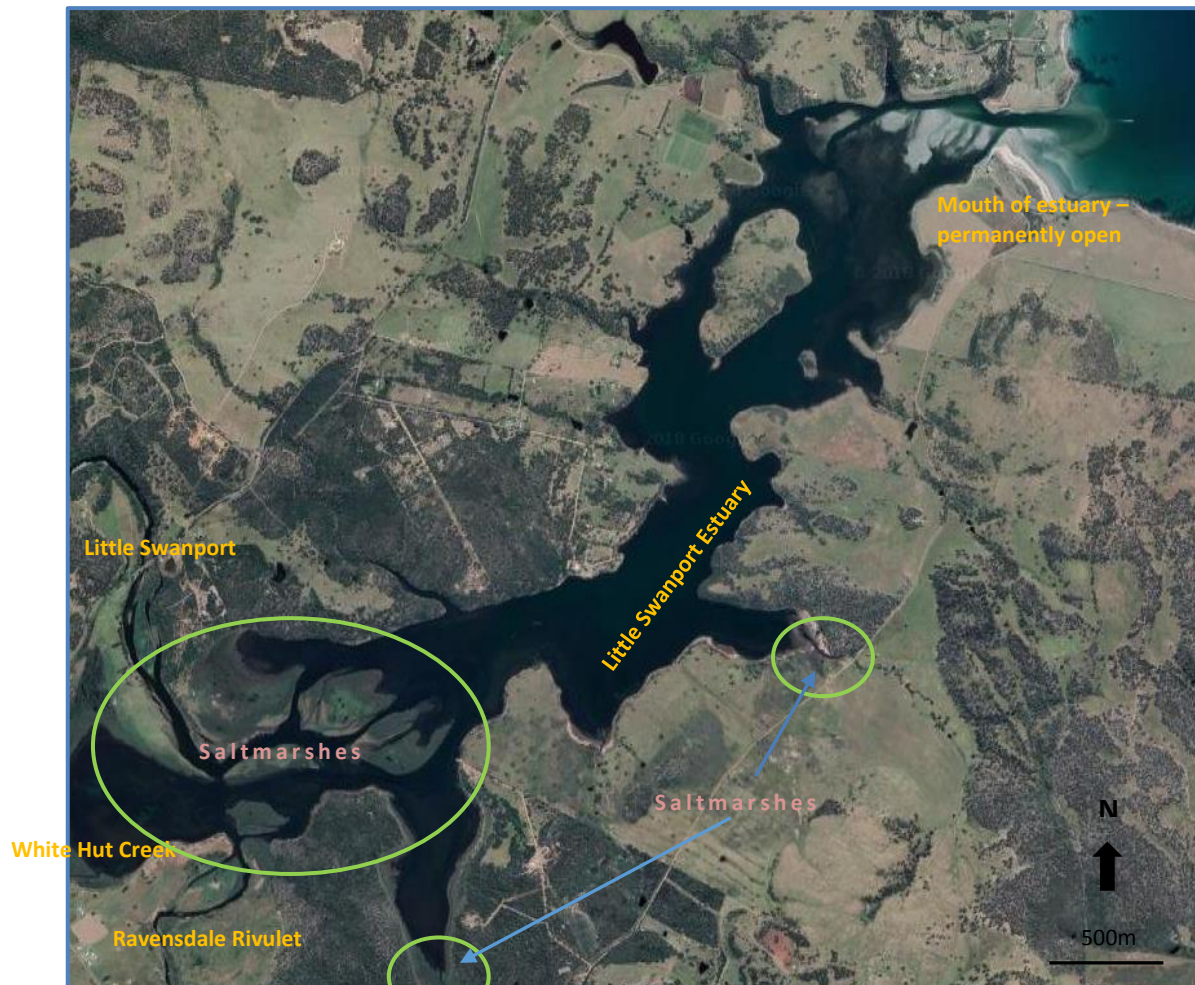 Mouth of estuary –
permanently open
Little Swanport Estuary
Little Swanport
Saltmarshes
Saltmarshes
White Hut Creek
N
Ravensdale Rivulet
500m